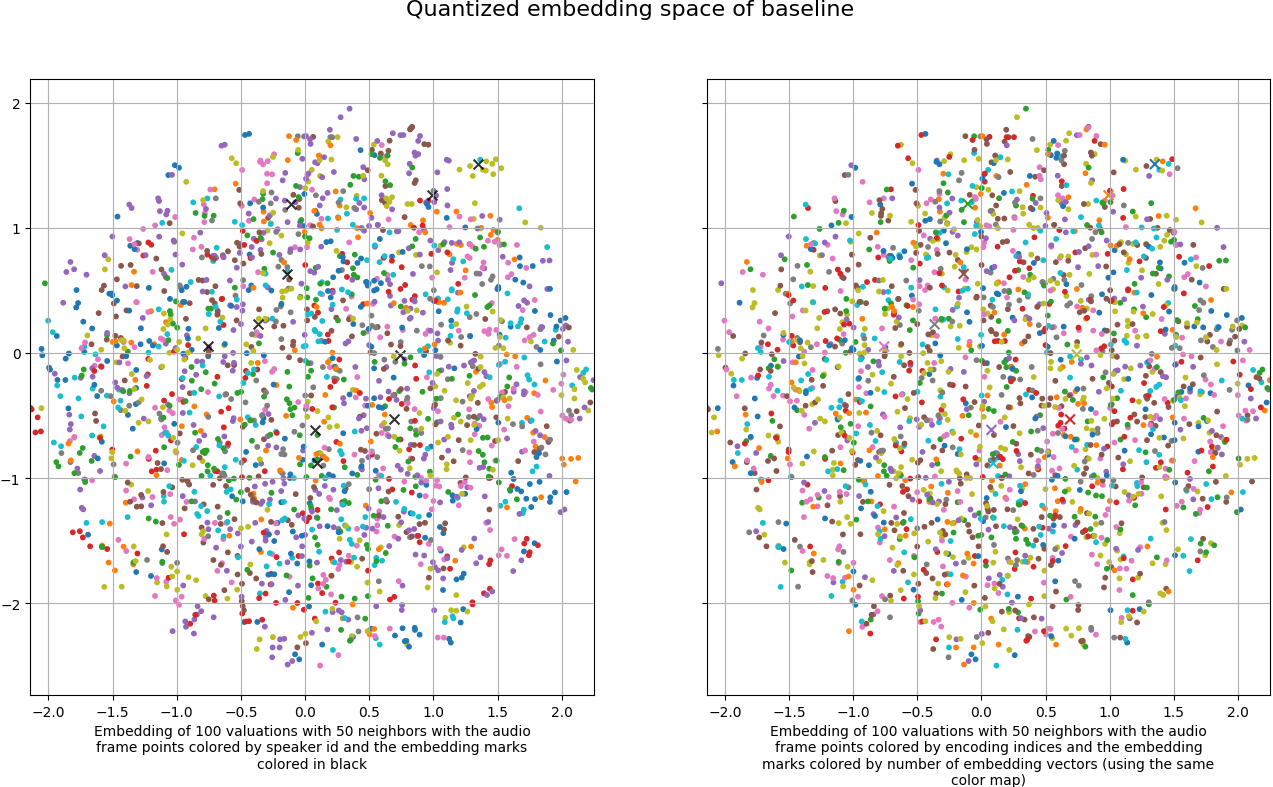 Quantized embedding space of baseline
2
1
0
−1
−2
−2.0 −1.5 −1.0 −0.5 0.0 0.5 1.0 1.5 2.0
Embedding of 100 valuations with 50 neighbors with the audio
frame points colored by speaker id and the embedding marks
colored in black
−2.0 −1.5 −1.0 −0.5 0.0 0.5 1.0 1.5 2.0
Embedding of 100 valuations with 50 neighbors with the audio
frame points colored by encoding indices and the embedding
marks colored by number of embedding vectors (using the same
color map)